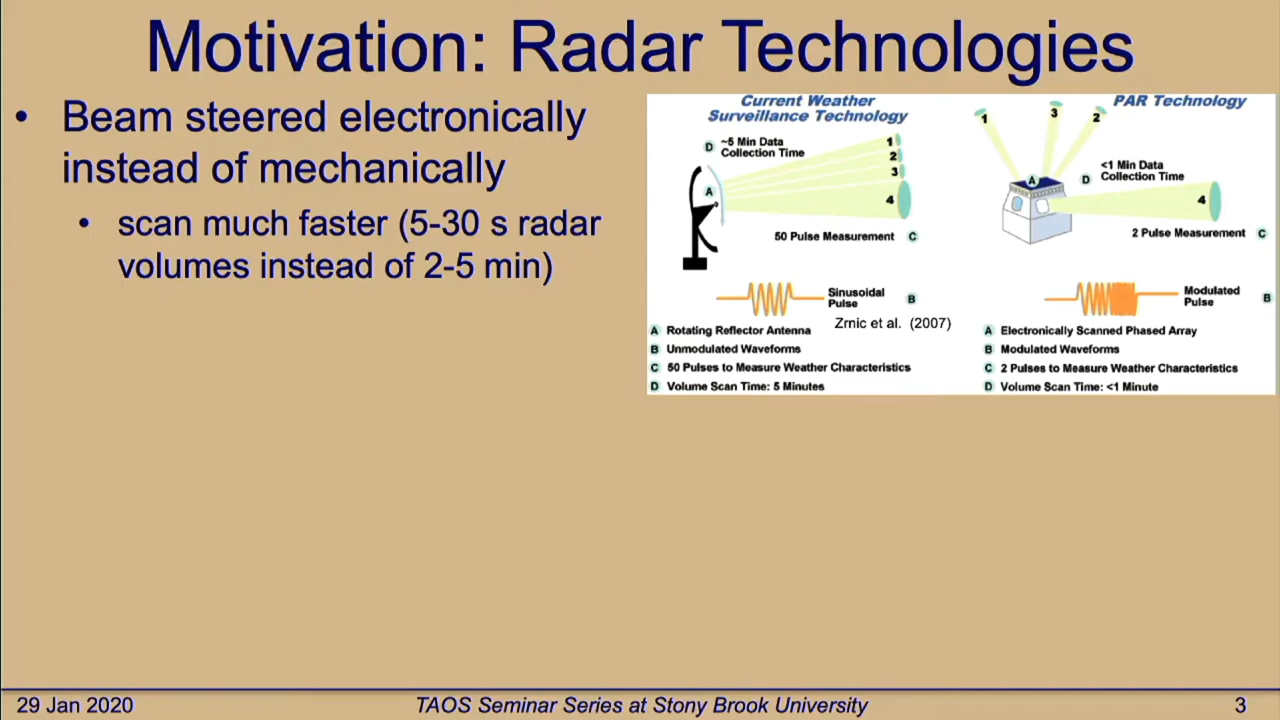 Motivation: Radar Technologies
• Beam steered electronically
instead of mechanically
• scan much faster (5-30 s radar
volumes instead of 2-5 min)
Current Weather
Surveillance Technology
D ~5 Min Data
Collection Time
1
2
3
A
4
50 Pulse Measurement C
Sinusoidal
Pulse B
Zrnic et al. (2007)
A Rotating Reflector Antenna
B Unmodulated Waveforms
C 50 Pulses to Measure Weather Characteristics
D Volume Scan Time: 5 Minutes
PAR Technology
1 3 2
<1 Min Data
A D Collection Time
4
2 Pulse Measurement C
Modulated
Pulse B
A Electronically Scanned Phased Array
B Modulated Waveforms
C 2 Pulses to Measure Weather Characteristics
D Volume Scan Time: <1 Minute
29 Jan 2020 TAOS Seminar Series at Stony Brook University 3